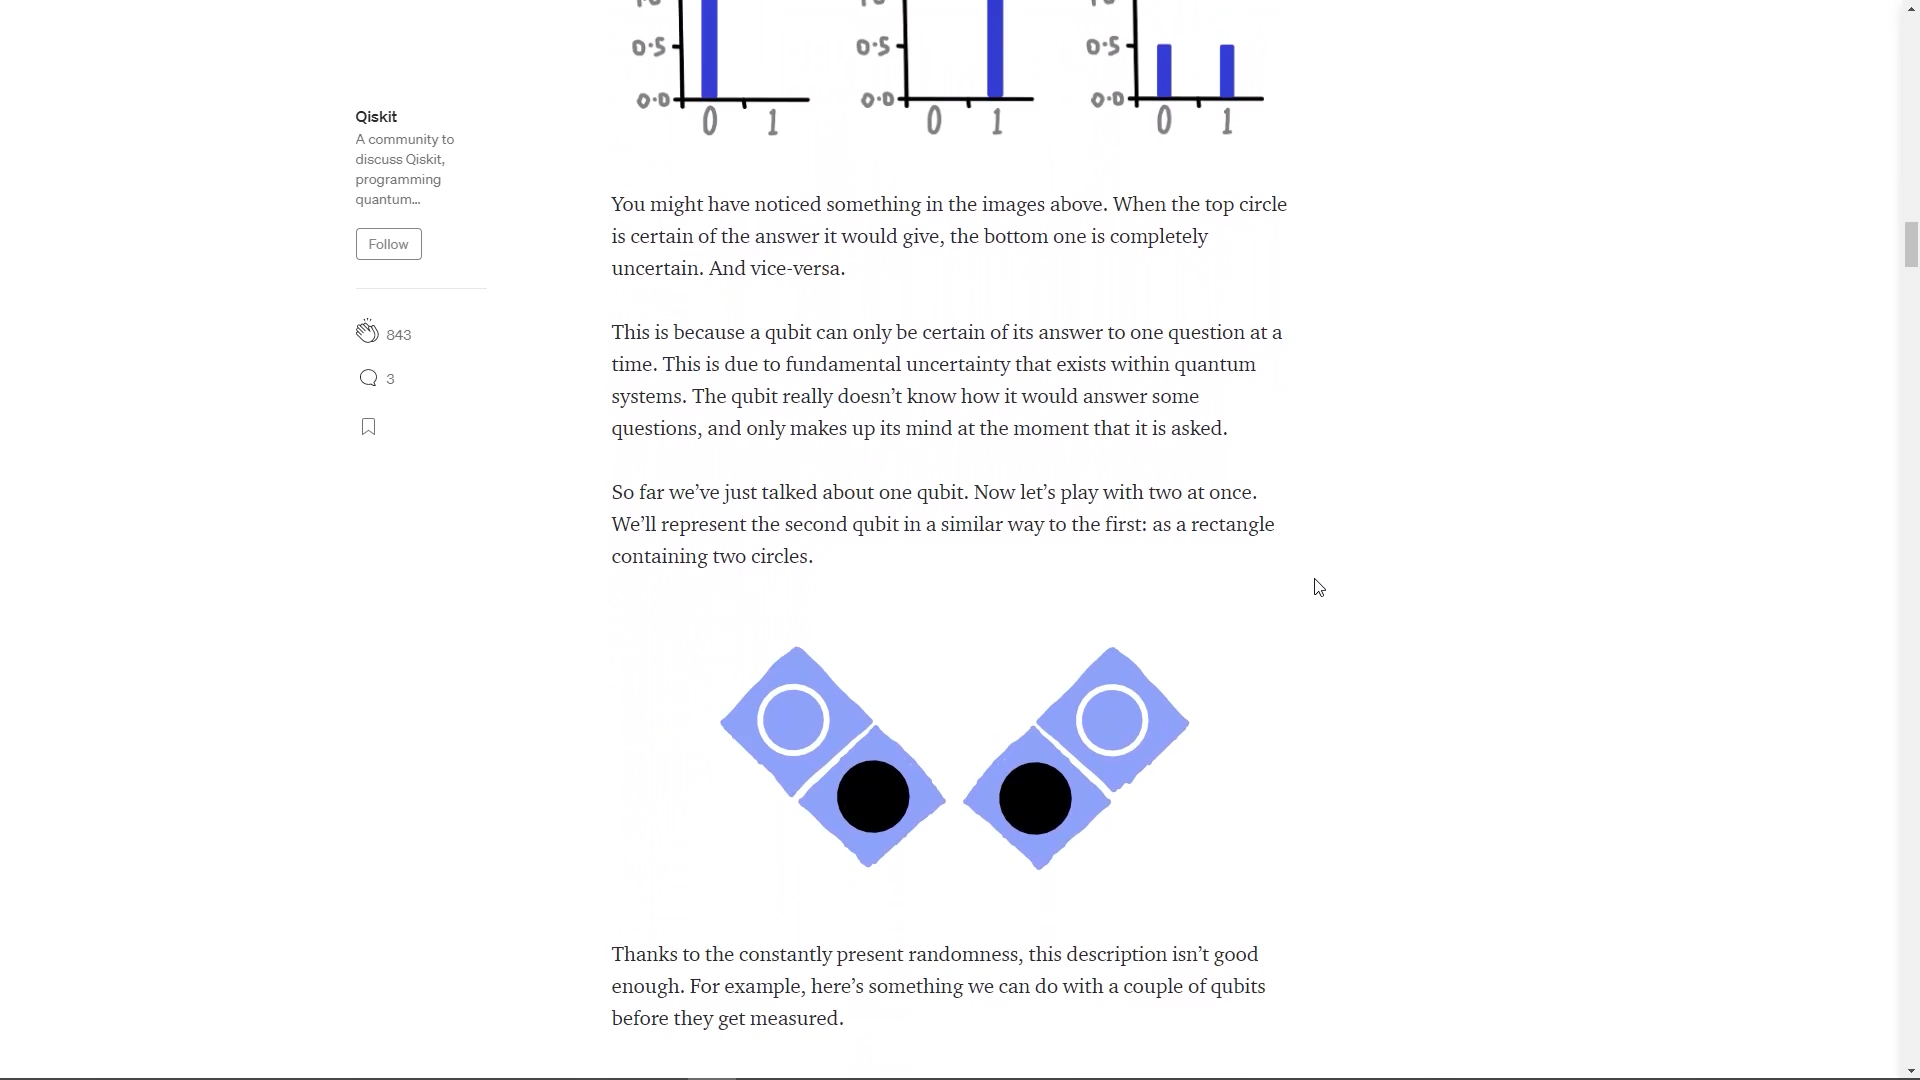 0.5 0.5 0.5
0.0 0.0 0.0
0 1 0 1 0 1
Qiskit
A community to
discuss Qiskit,
programming
quantum...
Follow
843
3
You might have noticed something in the images above. When the top circle
is certain of the answer it would give, the bottom one is completely
uncertain. And vice-versa.
This is because a qubit can only be certain of its answer to one question at a
time. This is due to fundamental uncertainty that exists within quantum
systems. The qubit really doesn’t know how it would answer some
questions, and only makes up its mind at the moment that it is asked.
So far we’ve just talked about one qubit. Now let’s play with two at once.
We’ll represent the second qubit in a similar way to the first: as a rectangle
containing two circles.
Thanks to the constantly present randomness, this description isn’t good
enough. For example, here’s something we can do with a couple of qubits
before they get measured.